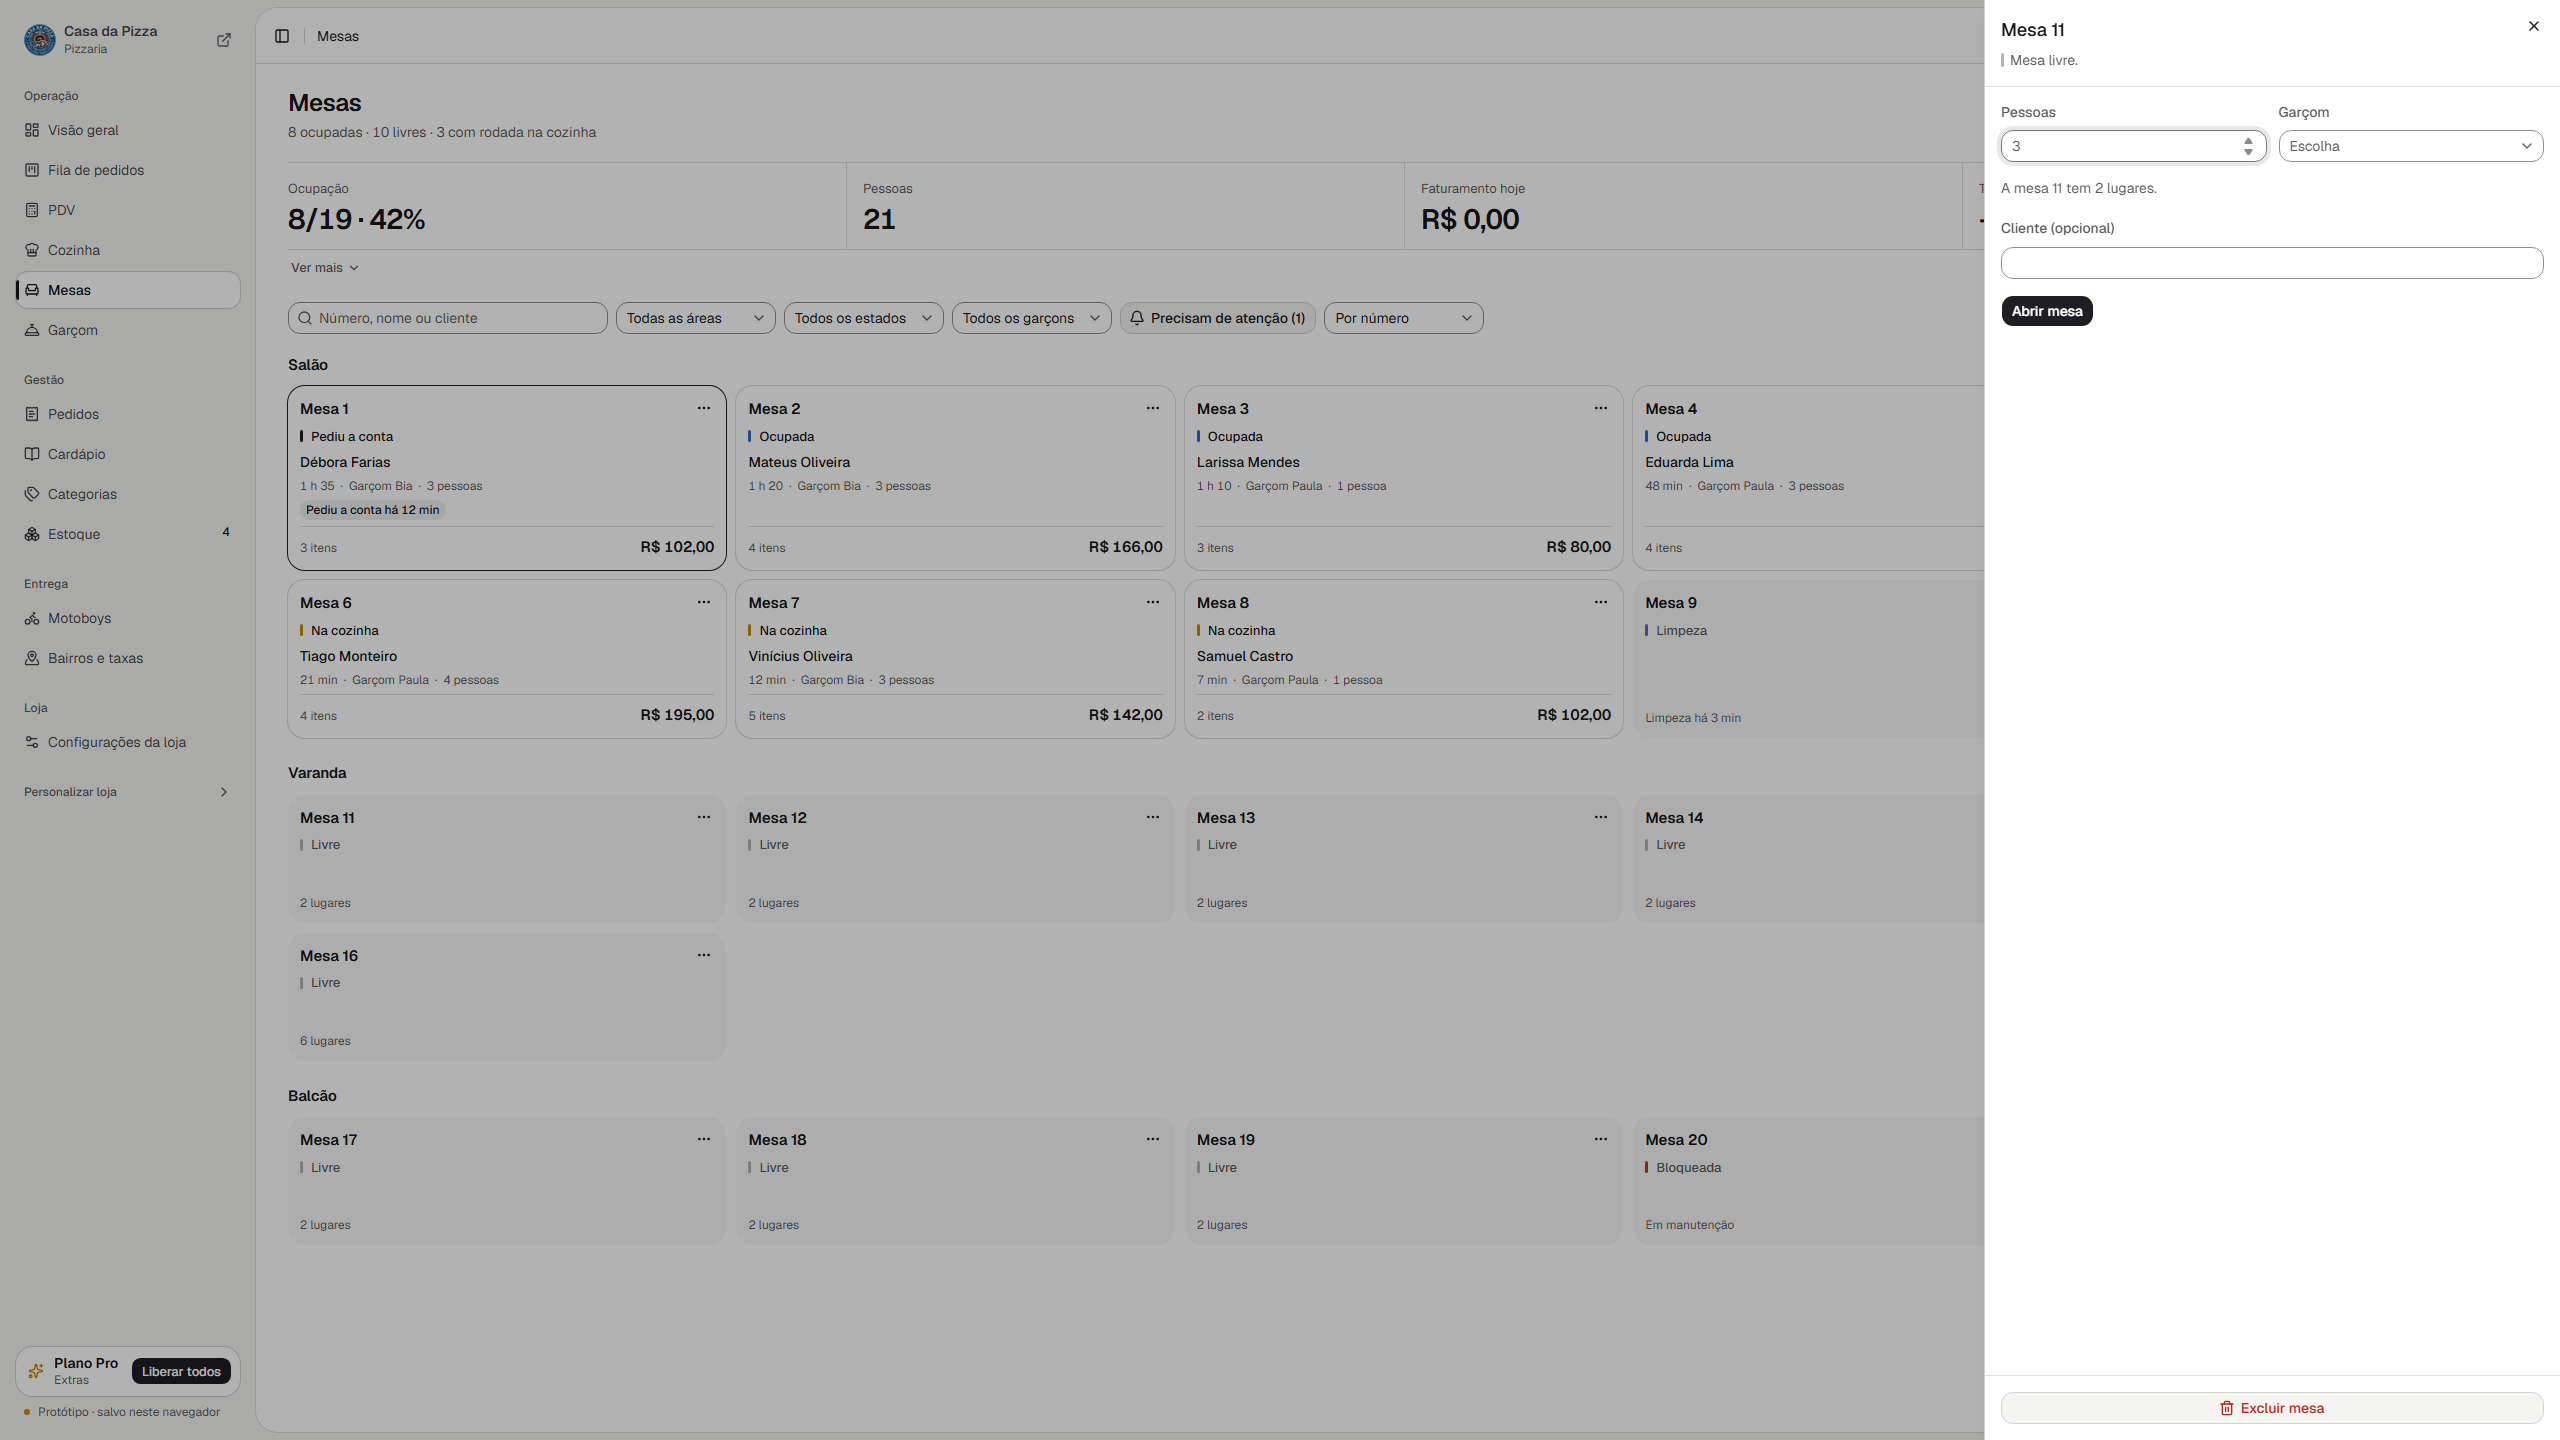 Casa da Pizza
Pizzaria
Operação
Visão geral
Fila de pedidos
PDV
Cozinha
Mesas
Garçom
Gestão
Pedidos
Cardápio
Categorias
Estoque 4
Entrega
Motoboys
Bairros e taxas
Loja
Configurações da loja
Personalizar loja
Plano Pro
Extras
Liberar todos
Protótipo · salvo neste navegador
Mesas
Mesas
8 ocupadas · 10 livres · 3 com rodada na cozinha
Ocupação
8/19 · 42%
Pessoas
21
Faturamento hoje
R$ 0,00
Ver mais
Número, nome ou cliente
Todas as áreas
Todos os estados
Todos os garçons
Precisam de atenção (1)
Por número
Salão
Mesa 1
Pediu a conta
Débora Farias
1 h 35 · Garçom Bia · 3 pessoas
Pediu a conta há 12 min
3 itens R$ 102,00
Mesa 2
Ocupada
Mateus Oliveira
1 h 20 · Garçom Bia · 3 pessoas
4 itens R$ 166,00
Mesa 3
Ocupada
Larissa Mendes
1 h 10 · Garçom Paula · 1 pessoa
3 itens R$ 80,00
Mesa 4
Ocupada
Eduarda Lima
48 min · Garçom Paula · 3 pessoas
4 itens
Mesa 6
Na cozinha
Tiago Monteiro
21 min · Garçom Paula · 4 pessoas
4 itens R$ 195,00
Mesa 7
Na cozinha
Vinícius Oliveira
12 min · Garçom Bia · 3 pessoas
5 itens R$ 142,00
Mesa 8
Na cozinha
Samuel Castro
7 min · Garçom Paula · 1 pessoa
2 itens R$ 102,00
Mesa 9
Limpeza
Limpeza há 3 min
Varanda
Mesa 11
Livre
2 lugares
Mesa 12
Livre
2 lugares
Mesa 13
Livre
2 lugares
Mesa 14
Livre
2 lugares
Mesa 16
Livre
6 lugares
Balcão
Mesa 17
Livre
2 lugares
Mesa 18
Livre
2 lugares
Mesa 19
Livre
2 lugares
Mesa 20
Bloqueada
Em manutenção
Mesa 11
Mesa livre.
Pessoas
3
Garçom
Escolha
A mesa 11 tem 2 lugares.
Cliente (opcional)
Abrir mesa
Excluir mesa